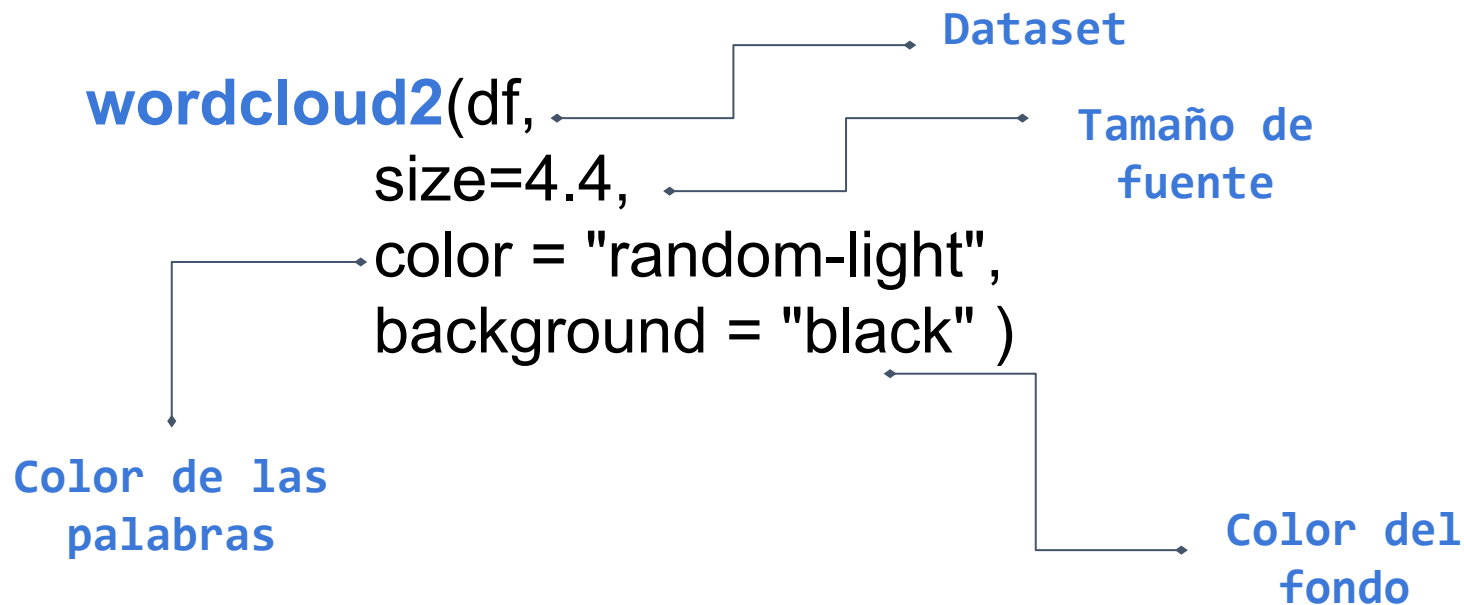 Dataset
wordcloud2(df,
Tamaño de
fuente
size=4.4,
color = "random-light",
background = "black" )
Color de las
palabras
Color del
fondo